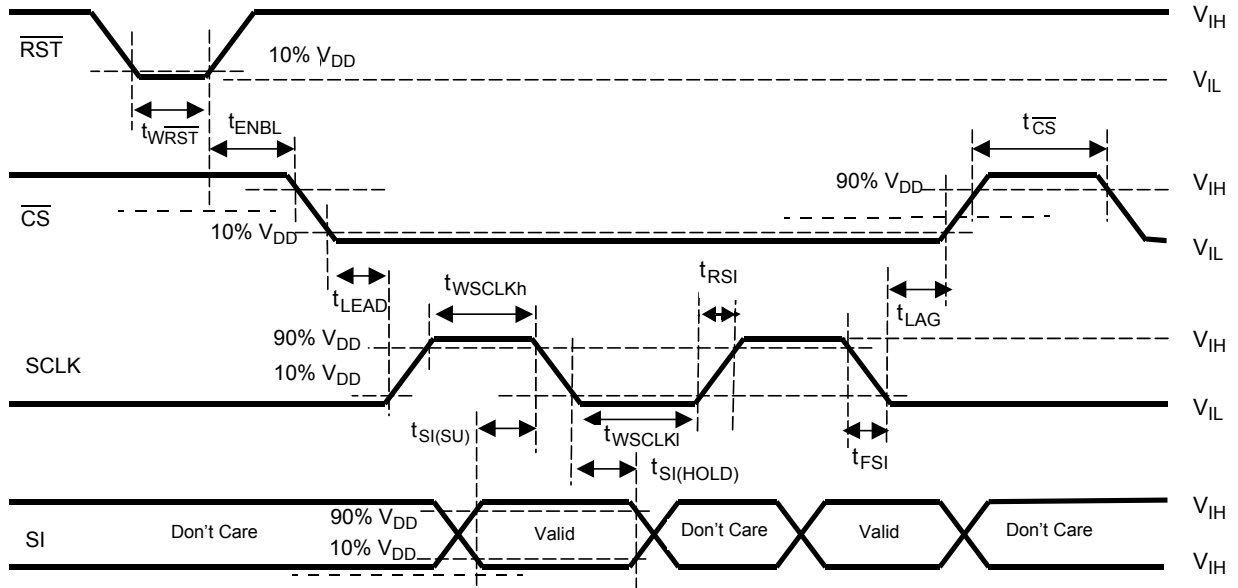 V_IH
RST
10% V_DD
V_IL
t_WRST
t_ENBL
t_CS
90% V_DD
V_IH
CS
10% V_DD
V_IL
t_LEAD
t_WSCLKh
t_RSI
t_LAG
90% V_DD
V_IH
SCLK
10% V_DD
V_IL
t_SI(SU)
t_WSCLKl
t_FSI
t_SI(HOLD)
V_IH
90% V_DD
SI
Don't Care
Valid
Don't Care
Valid
Don't Care
10% V_DD
V_IH